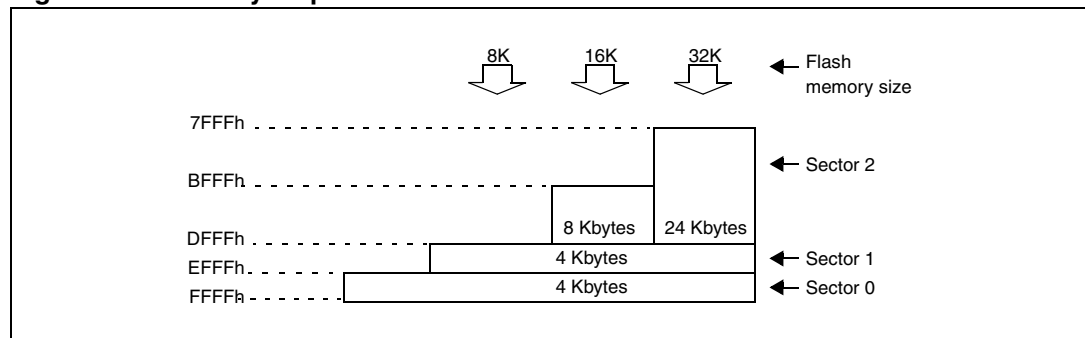 8K 16K 32K Flash
memory size
7FFFh
Sector 2
BFFFh
8 Kbytes 24 Kbytes
DFFFh
4 Kbytes Sector 1
EFFFh
4 Kbytes Sector 0
FFFFh